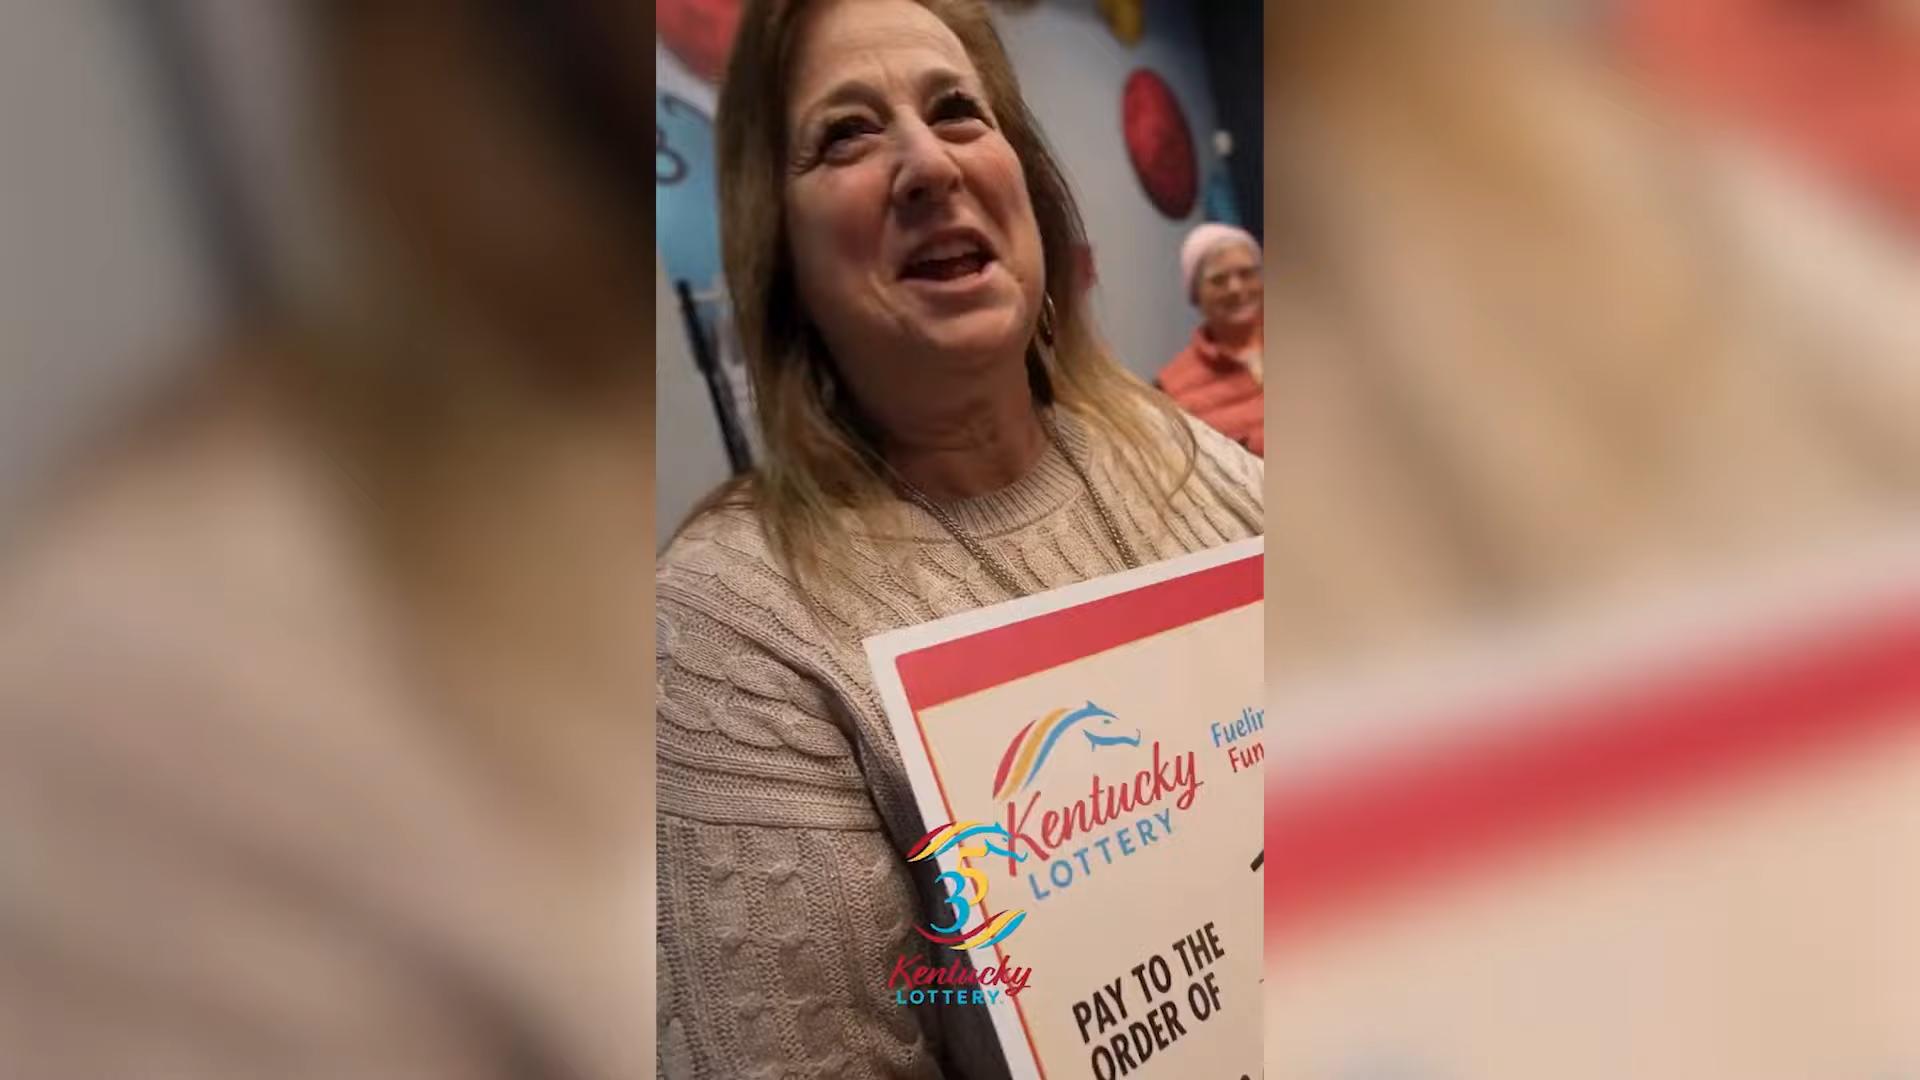 Fuelin
Fun
Kentucky
LOTTERY
35
Kentucky
LOTTERY
PAY TO THE
ORDER OF